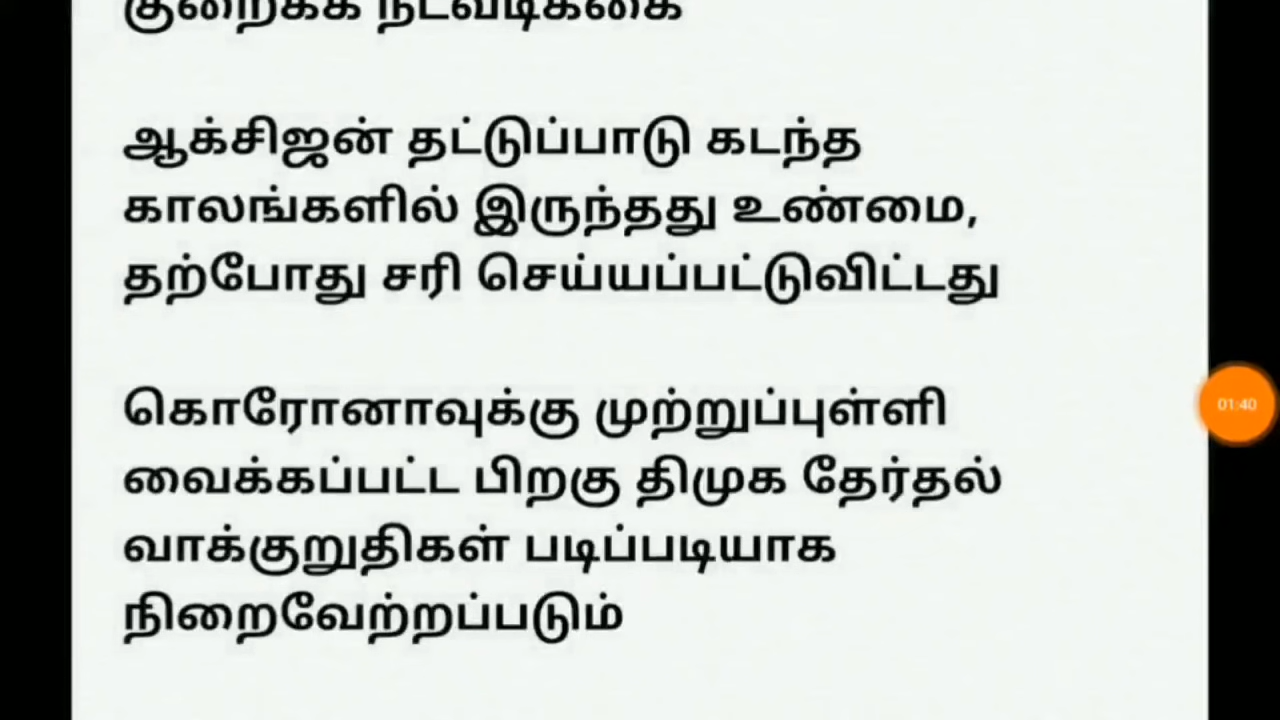 குறைக்க நடவடிக்கை
ஆக்சிஜன் தட்டுப்பாடு கடந்த
காலங்களில் இருந்தது உண்மை,
தற்போது சரி செய்யப்பட்டுவிட்டது
கொரோனாவுக்கு முற்றுப்புள்ளி
வைக்கப்பட்ட பிறகு திமுக தேர்தல்
வாக்குறுதிகள் படிப்படியாக
நிறைவேற்றப்படும்
01:40